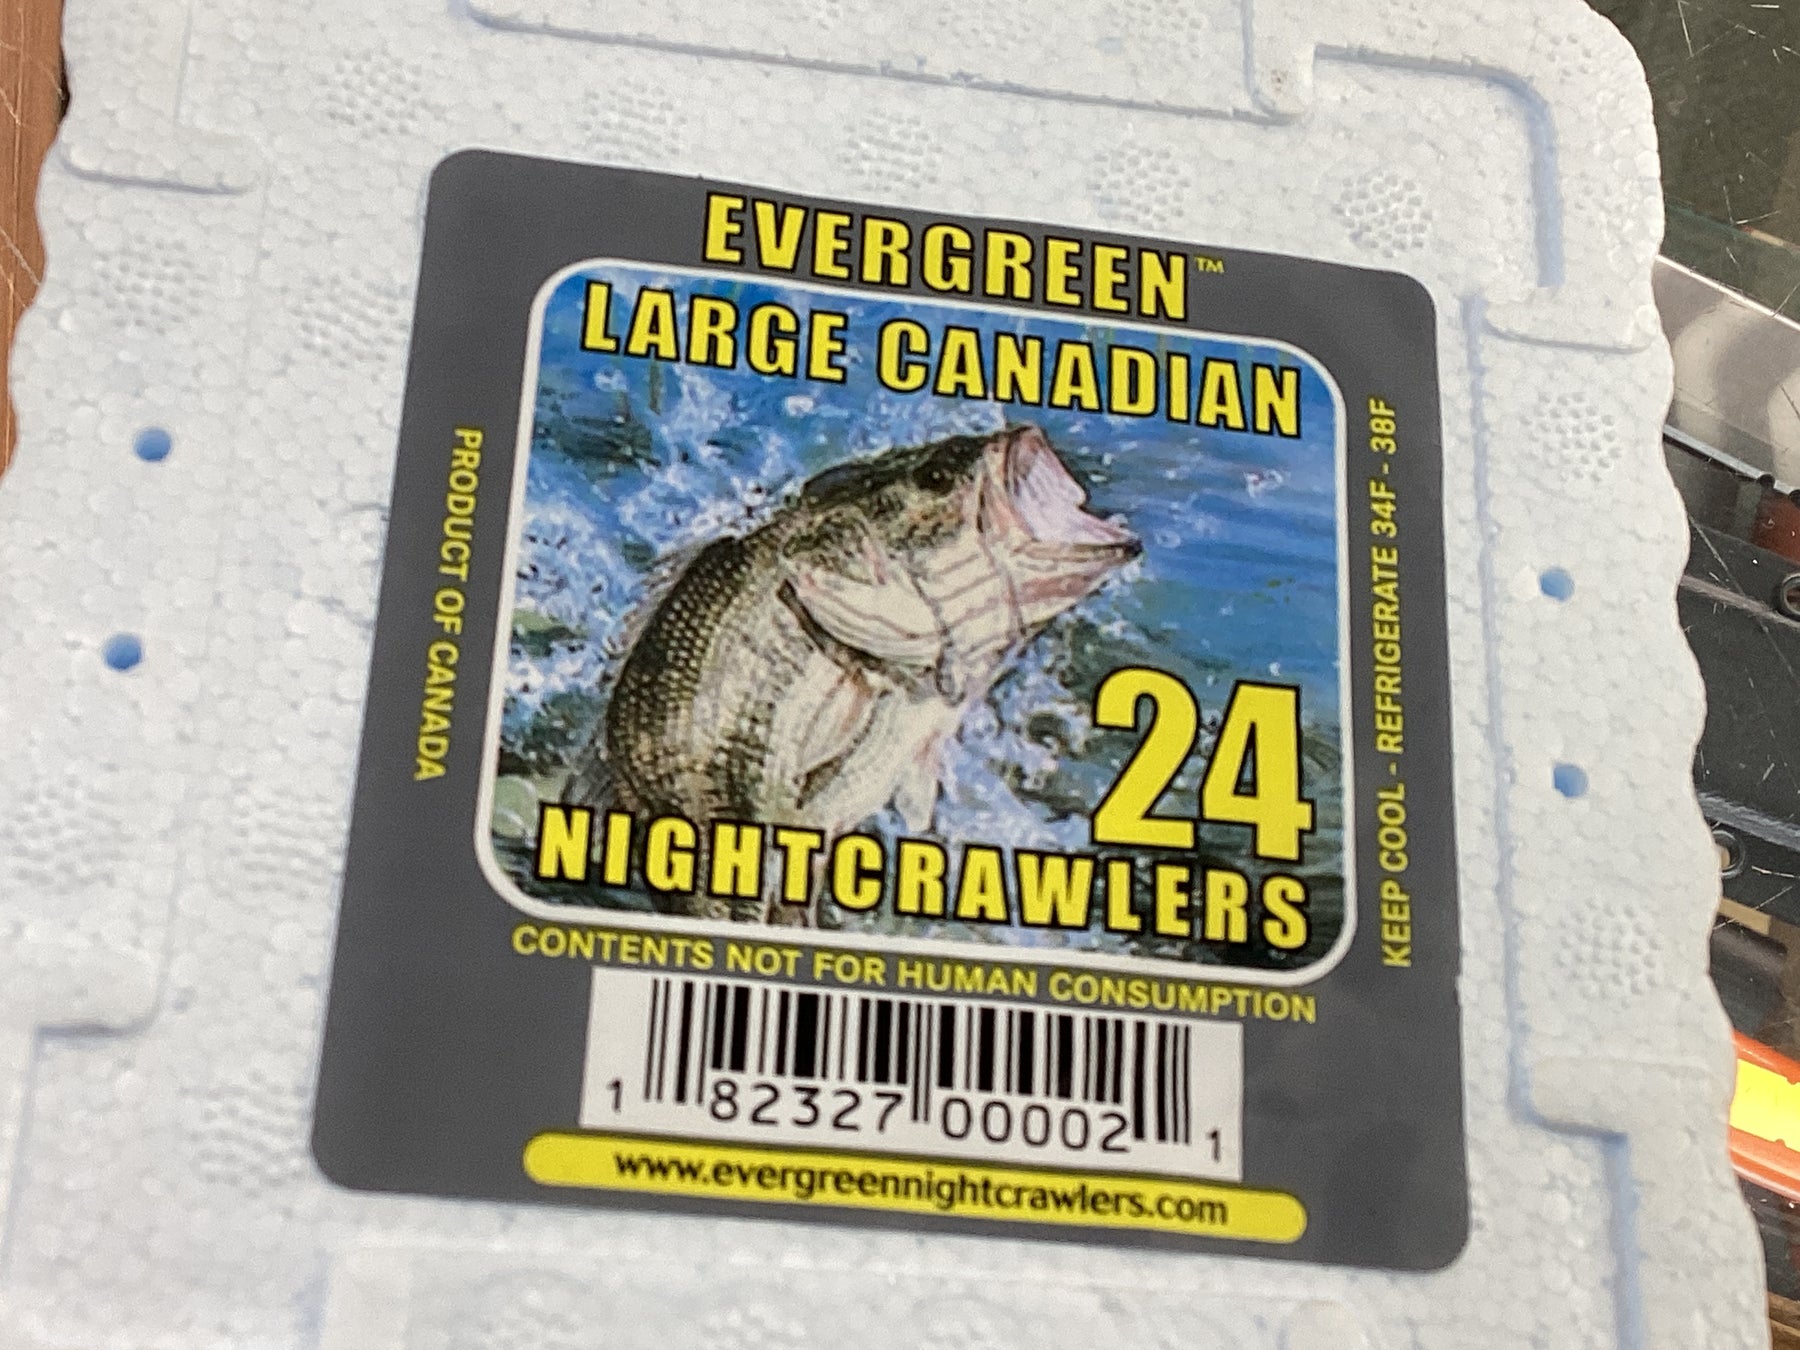 EVERGREEN™
LARGE CANADIAN
24
NIGHTCRAWLERS
PRODUCT OF CANADA
KEEP COOL - REFRIGERATE 34F - 38F
CONTENTS NOT FOR HUMAN CONSUMPTION
1 82327 00002 1
www.evergreennightcrawlers.com